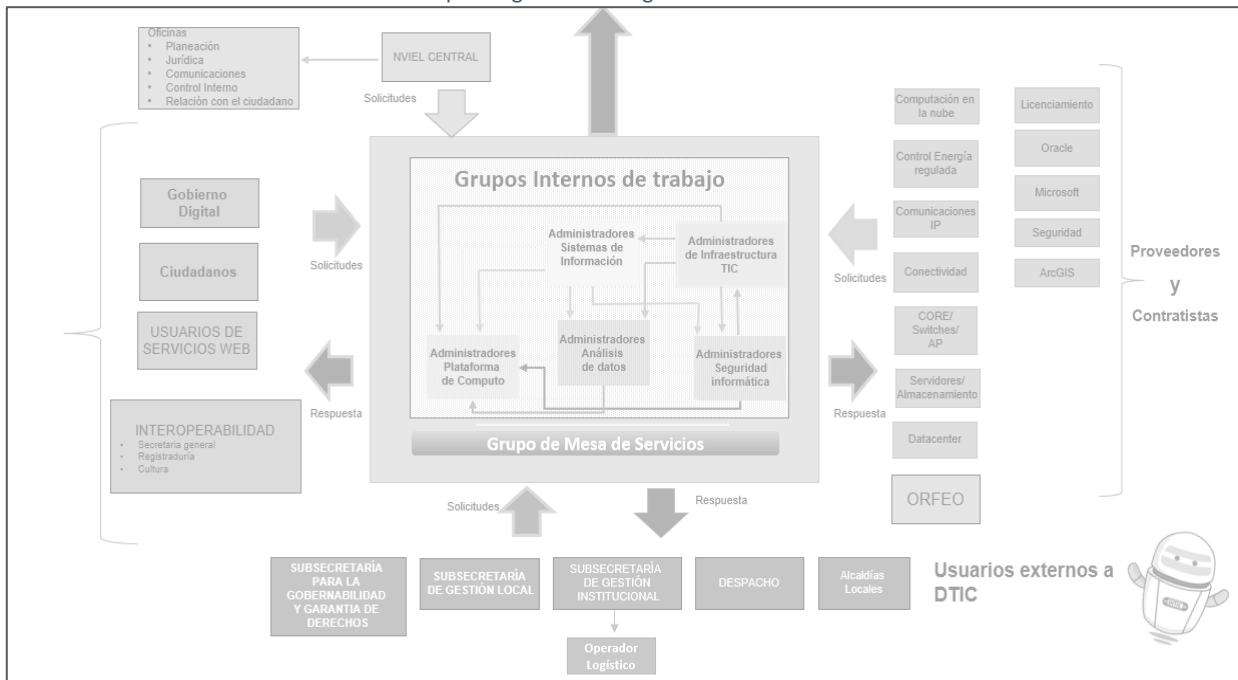 Oficinas
• Planeación
• Jurídica
• Comunicaciones
• Control Interno
• Relación con el ciudadano
NVIEL CENTRAL
Solicitudes
Gobierno
Digital
Ciudadanos
USUARIOS DE
SERVICIOS WEB
INTEROPERABILIDAD
• Secretaria general
• Registraduría
• Cultura
Solicitudes
Respuesta
Grupos Internos de trabajo
Administradores
Sistemas de
Información
Administradores
de Infraestructura
TIC
Administradores
Plataforma
de Computo
Administradores
Análisis
de datos
Administradores
Seguridad
informática
Grupo de Mesa de Servicios
Solicitudes
Respuesta
Computación en
la nube
Control Energía
regulada
Comunicaciones
IP
Conectividad
CORE/
Switches/
AP
Servidores/
Almacenamiento
Datacenter
ORFEO
Licenciamiento
Oracle
Microsoft
Seguridad
ArcGIS
Proveedores
y
Contratistas
Solicitudes
Respuesta
SUBSECRETARÍA
PARA LA
GOBERNABILIDAD
Y GARANTIA DE
DERECHOS
SUBSECRETARÍA
DE GESTIÓN LOCAL
SUBSECRETARÍA
DE GESTIÓN
INSTITUCIONAL
DESPACHO
Alcaldías
Locales
Operador
Logístico
Usuarios externos a
DTIC
DTIC